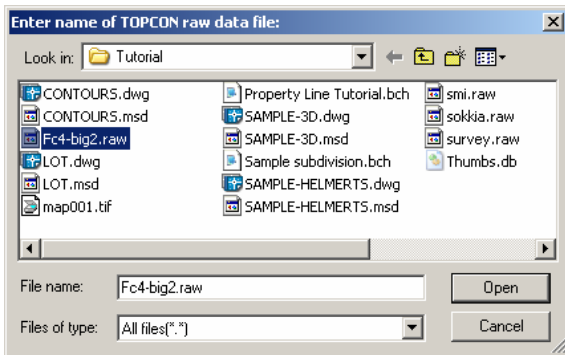 Enter name of TOPCON raw data file:
Look in: Tutorial
CONTOURS.dwg
CONTOURS.msd
Fc4-big2.raw
LOT.dwg
LOT.msd
map001.tif
Property Line Tutorial.bch
SAMPLE-3D.dwg
SAMPLE-3D.msd
Sample subdivision.bch
SAMPLE-HELMERTS.dwg
SAMPLE-HELMERTS.msd
smi.raw
sokkia.raw
survey.raw
Thumbs.db
File name: Fc4-big2.raw Open
Files of type: All files(*.*) Cancel